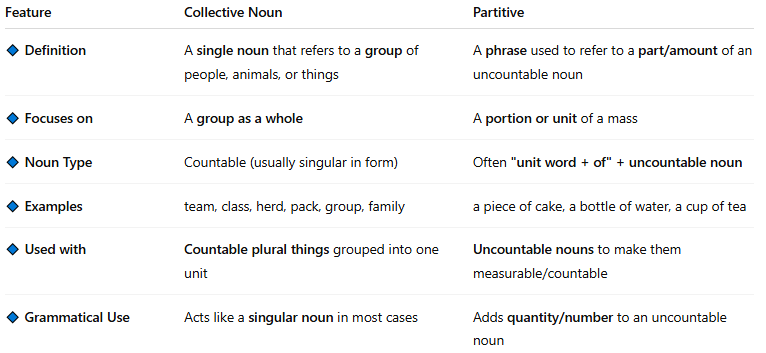 Feature Collective Noun Partitive
Definition A single noun that refers to a group of A phrase used to refer to a part/amount of an
people, animals, or things uncountable noun
Focuses on A group as a whole A portion or unit of a mass
Noun Type Countable (usually singular in form) Often "unit word + of" + uncountable noun
Examples team, class, herd, pack, group, family a piece of cake, a bottle of water, a cup of tea
Used with Countable plural things grouped into one Uncountable nouns to make them
unit measurable/countable
Grammatical Use Acts like a singular noun in most cases Adds quantity/number to an uncountable
noun